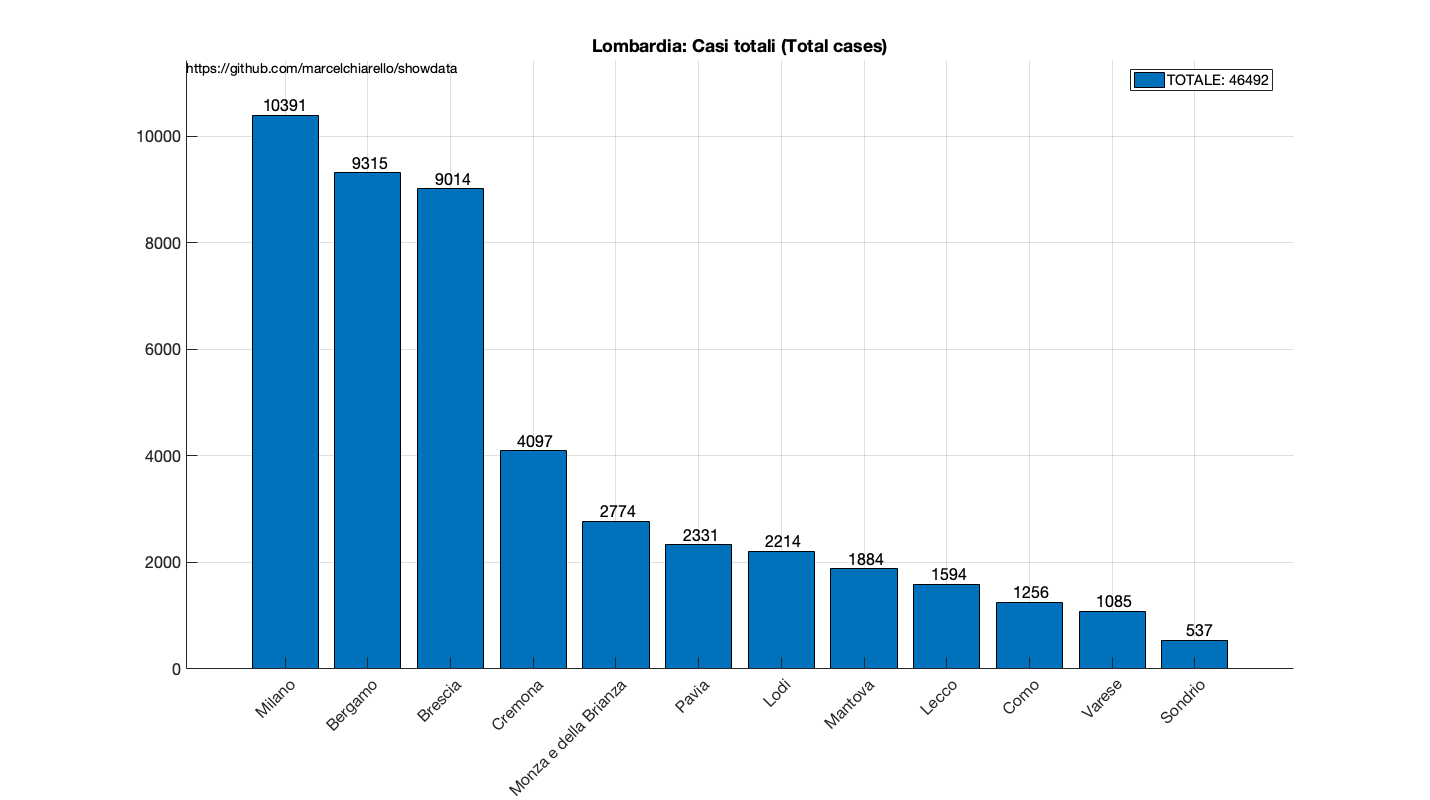 Lombardia: Casi totali (Total cases)
https://github.com/marcelchiarello/showdata
TOTALE: 46492
10391
9315
9014
4097
2774
2331
2214
1884
1594
1256
1085
537
10000
8000
6000
4000
2000
0
Milano
Bergamo
Brescia
Cremona
Monza e della Brianza
Pavia
Lodi
Mantova
Lecco
Como
Varese
Sondrio